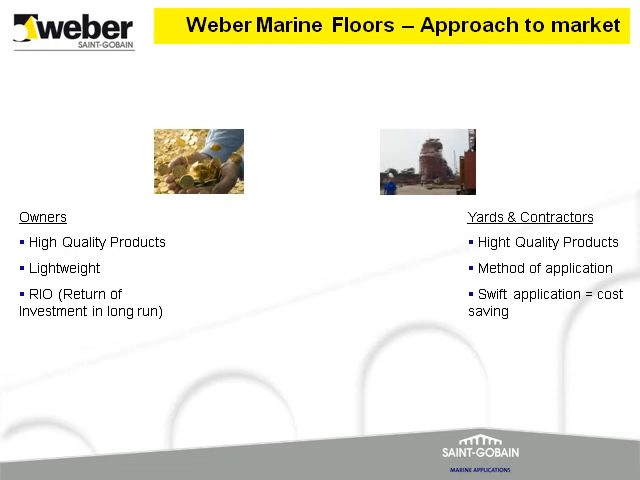 weber
SAINT-GOBAIN
Weber Marine Floors – Approach to market
Owners
▪ High Quality Products
▪ Lightweight
▪ RIO (Return of
Investment in long run)
Yards & Contractors
▪ Hight Quality Products
▪ Method of application
▪ Swift application = cost
saving
SAINT-GOBAIN
MARINE APPLICATIONS